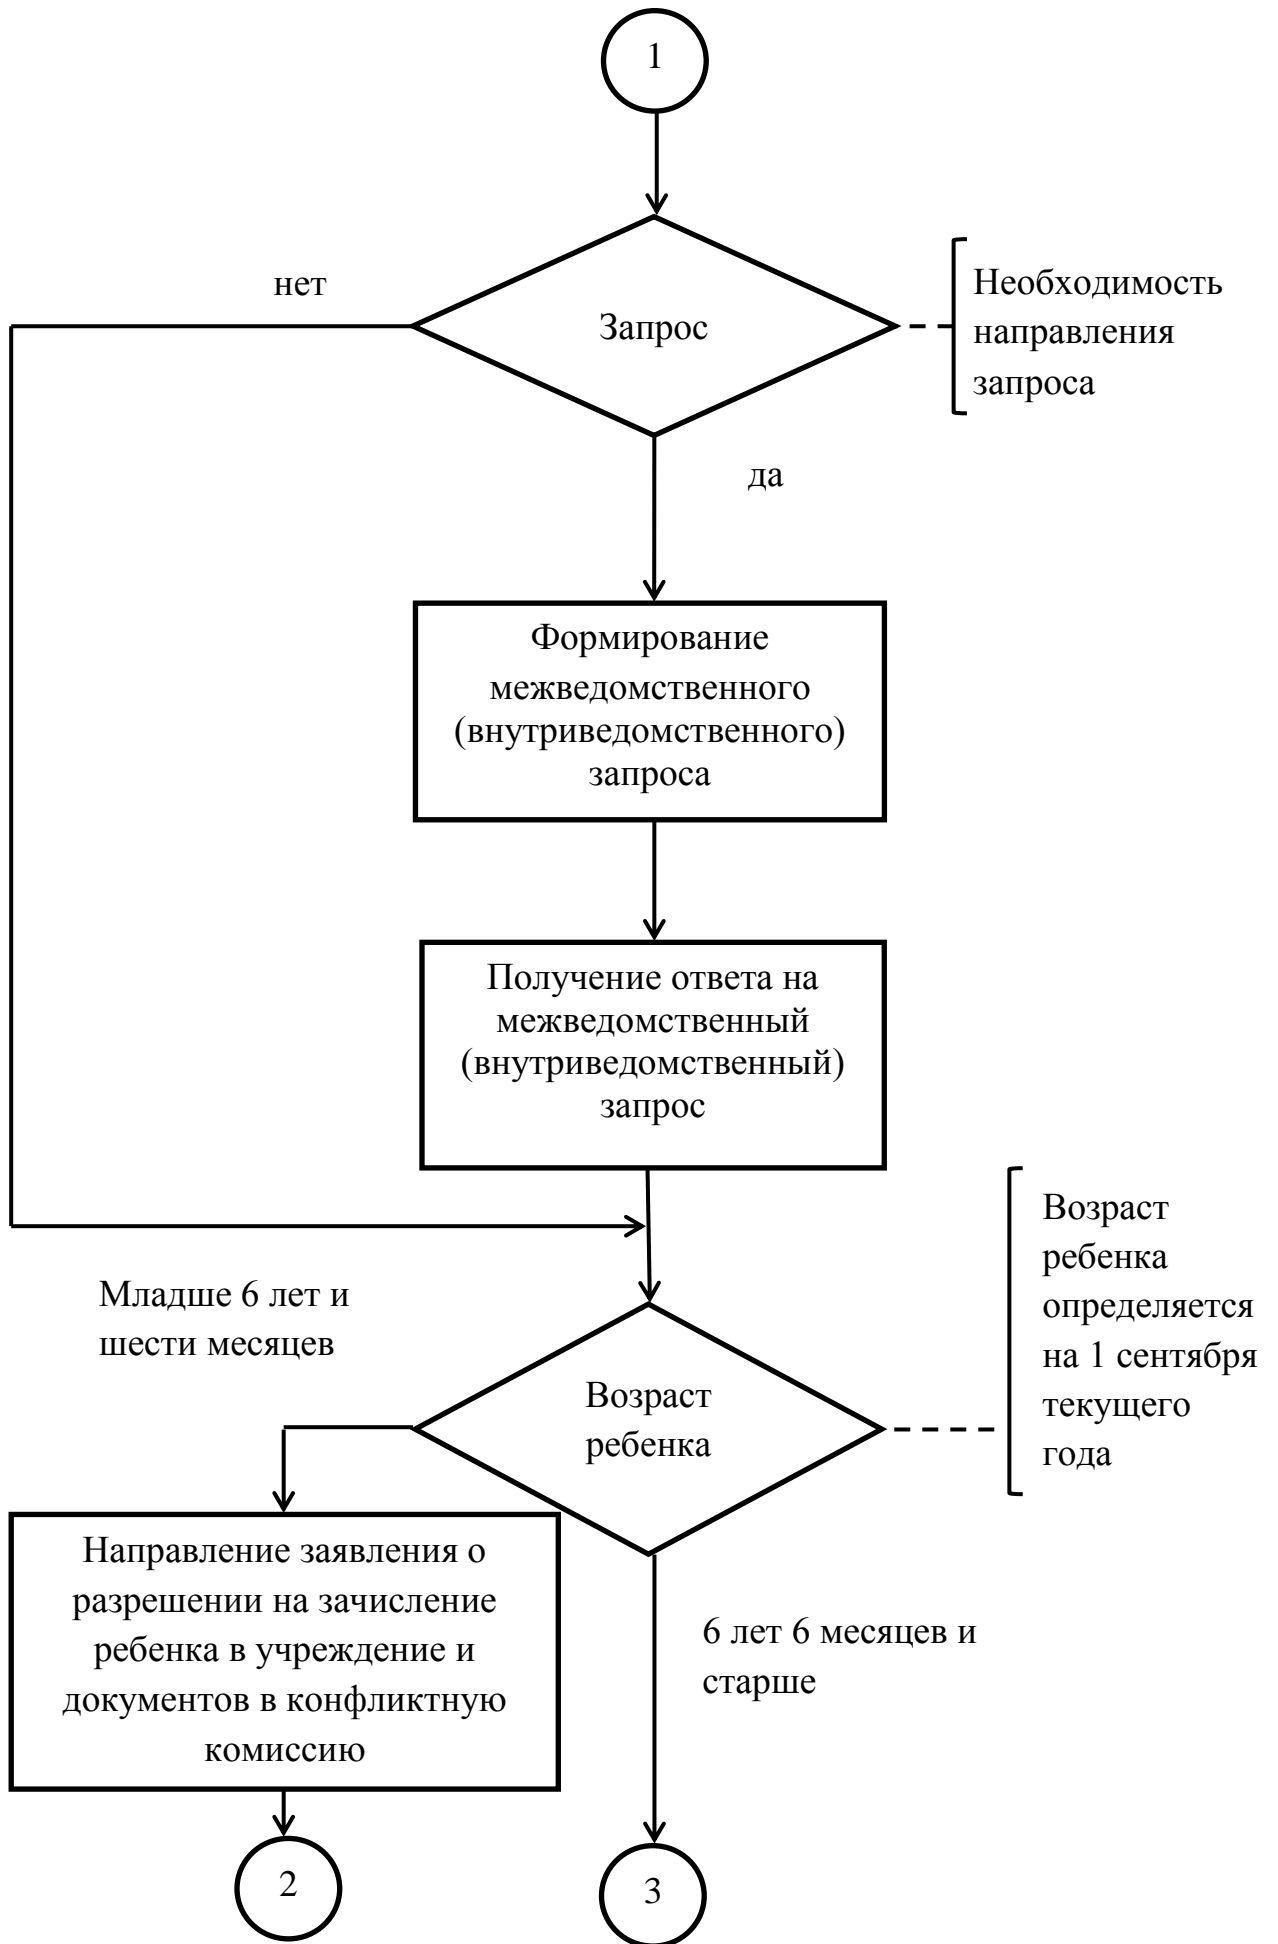 1
нет
Запрос
Необходимость
направления
запроса
да
Формирование
межведомственного
(внутриведомственного)
запроса
Получение ответа на
межведомственный
(внутриведомственный)
запрос
Возраст
ребенка
определяется
на 1 сентября
текущего
года
Младше 6 лет и
шести месяцев
Возраст
ребенка
Направление заявления о
разрешении на зачисление
ребенка в учреждение и
документов в конфликтную
комиссию
6 лет 6 месяцев и
старше
2
3